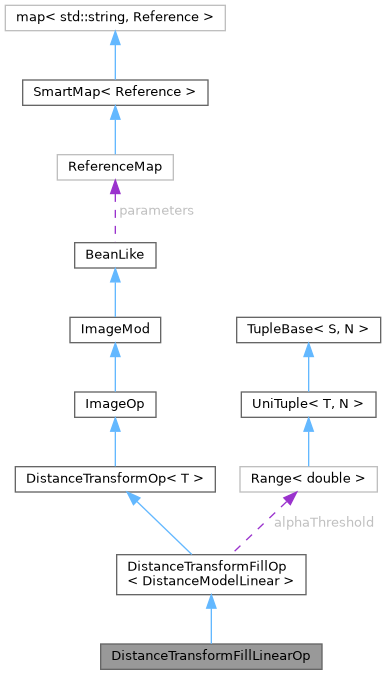 map< std::string, Reference >
SmartMap< Reference >
ReferenceMap
parameters
BeanLike
ImageMod
TupleBase< S, N >
ImageOp
UniTuple< T, N >
DistanceTransformOp< T >
Range< double >
alphaThreshold
DistanceTransformFillOp
< DistanceModelLinear >
DistanceTransformFillLinearOp